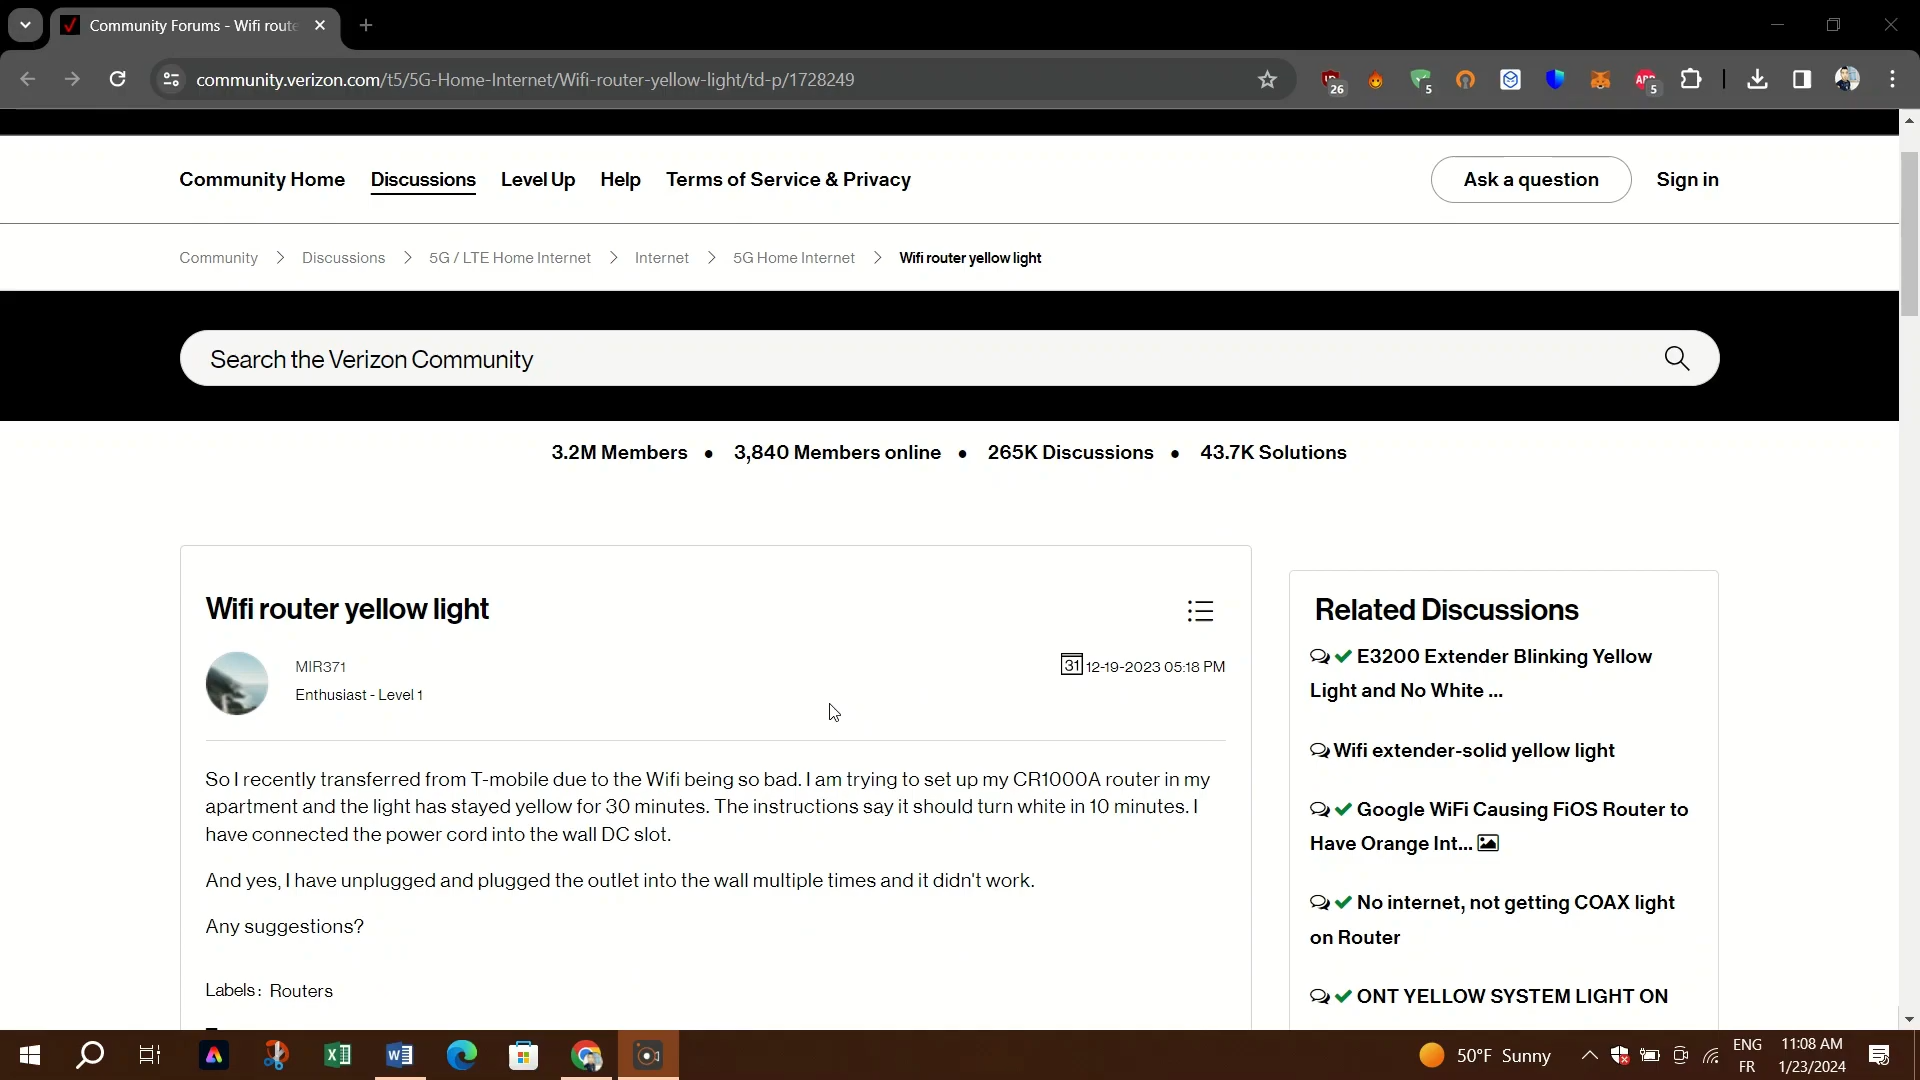 Community Forums - Wifi route
community.verizon.com/t5/5G-Home-Internet/Wifi-router-yellow-light/td-p/1728249
26
5
5
Community Home Discussions Level Up Help Terms of Service & Privacy Ask a question Sign in
Community Discussions 5G / LTE Home Internet Internet 5G Home Internet Wifi router yellow light
Search the Verizon Community
3.2M Members • 3,840 Members online • 265K Discussions • 43.7K Solutions
Wifi router yellow light
MIR371
Enthusiast - Level 1
31 12-19-2023 05:18 PM
So I recently transferred from T-mobile due to the Wifi being so bad. I am trying to set up my CR1000A router in my
apartment and the light has stayed yellow for 30 minutes. The instructions say it should turn white in 10 minutes. I
have connected the power cord into the wall DC slot.
And yes, I have unplugged and plugged the outlet into the wall multiple times and it didn't work.
Any suggestions?
Labels: Routers
Related Discussions
E3200 Extender Blinking Yellow
Light and No White ...
Wifi extender-solid yellow light
Google WiFi Causing FiOS Router to
Have Orange Int...
No internet, not getting COAX light
on Router
ONT YELLOW SYSTEM LIGHT ON
50°F Sunny
ENG
FR
11:08 AM
1/23/2024